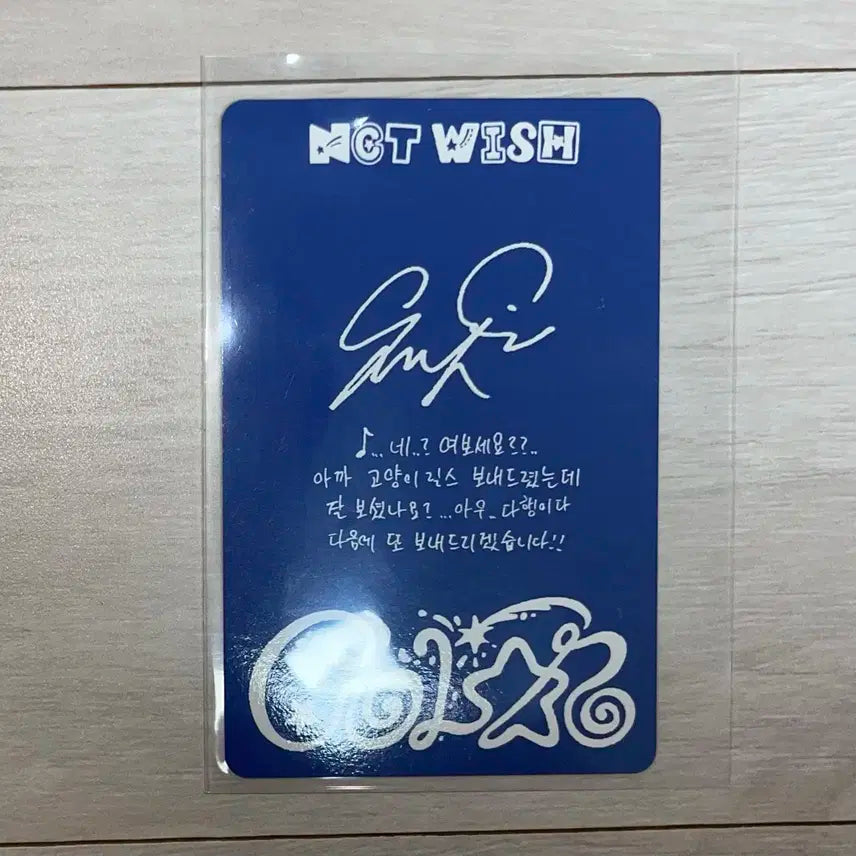 NCT WISH
♪... 네..? 여보세요??..
아까 고양이 릴스 보내드렸는데
잘 보셨나요? ...아우.. 다행이다
다음에 또 보내드리겠습니다!!
COLOR